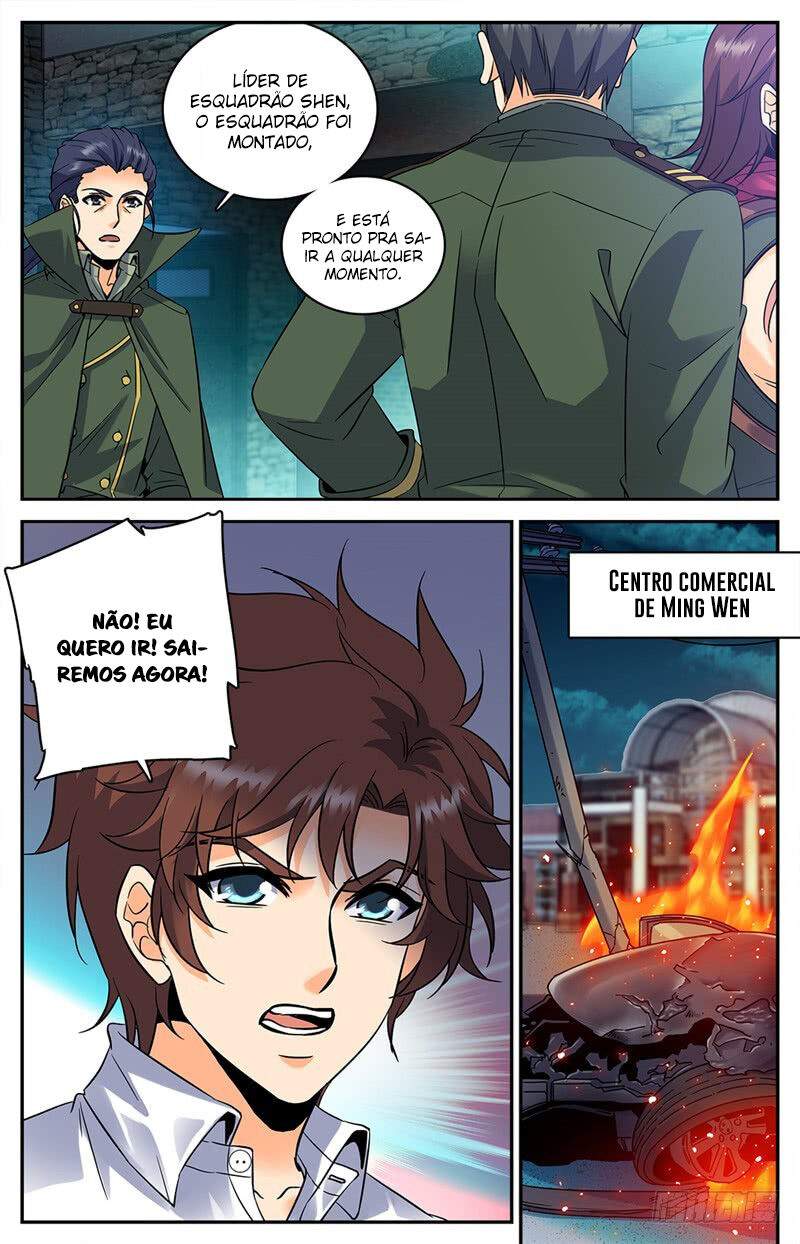 LÍDER DE
ESQUADRÃO SHEN,
O ESQUADRÃO FOI
MONTADO,
E ESTÁ
PRONTO PRA SA-
IR A QUALQUER
MOMENTO.
NÃO! EU
QUERO IR! SAI-
REMOS AGORA!
CENTRO COMERCIAL
DE MING WEN